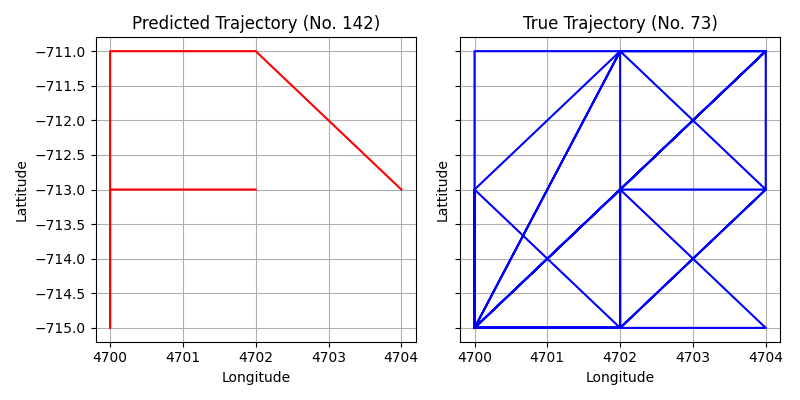 Predicted Trajectory (No. 142)
True Trajectory (No. 73)
Lattitude
−711.0
−711.5
−712.0
−712.5
−713.0
−713.5
−714.0
−714.5
−715.0
4700 4701 4702 4703 4704
Longitude
Lattitude
4700 4701 4702 4703 4704
Longitude